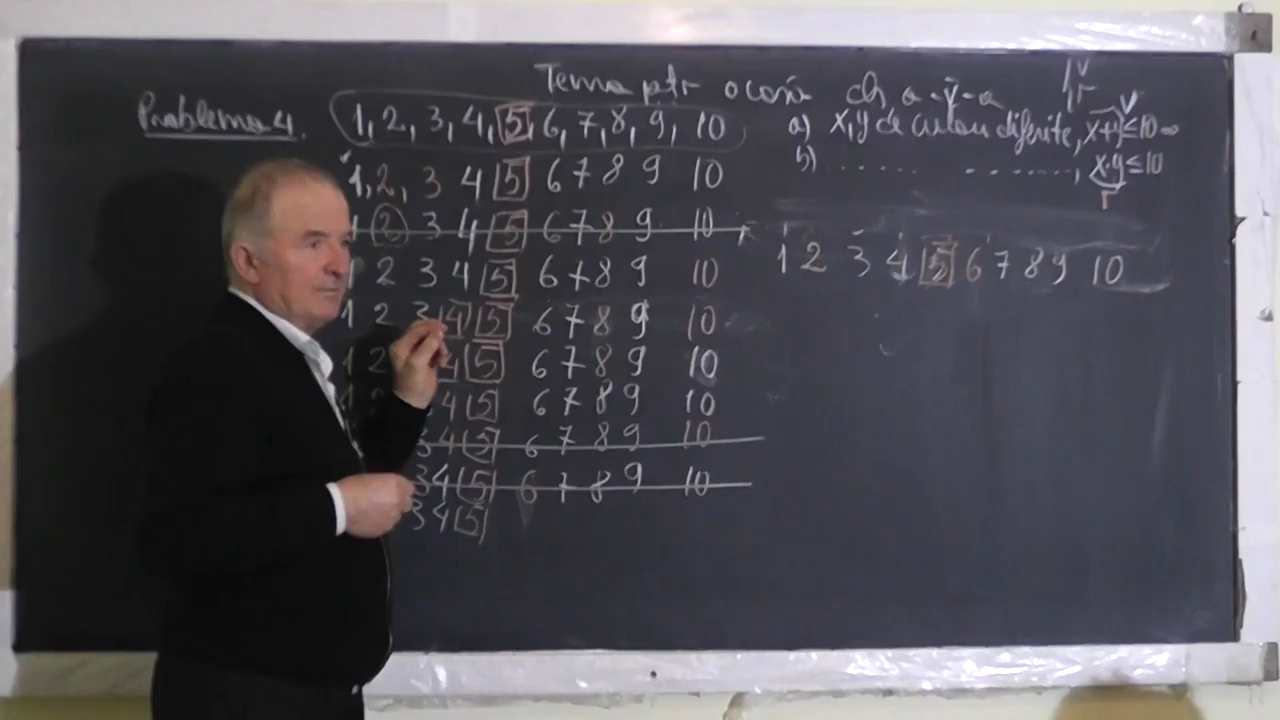 Tema ptr
Problema 4. 1, 2, 3, 4, 5, 6, 7, 8, 9, 10
a) x, y de culori diferite, x+y ≤ 10
b) ..... ......, x·y ≤ 10
1, 2, 3 4 5 6 7 8 9 10
1 2 3 4 5 6 7 8 9 10
1 2 3 4 5 6 7 8 9 10
1 2 3 4 5 6 7 8 9 10
1 2 3 4 5 6 7 8 9 10
1 2 4 5 6 7 8 9 10
4 5 6 7 8 9 10
3 4 5 6 7 8 9 10
3 4 5 6 7 8 9 10
3 4 5